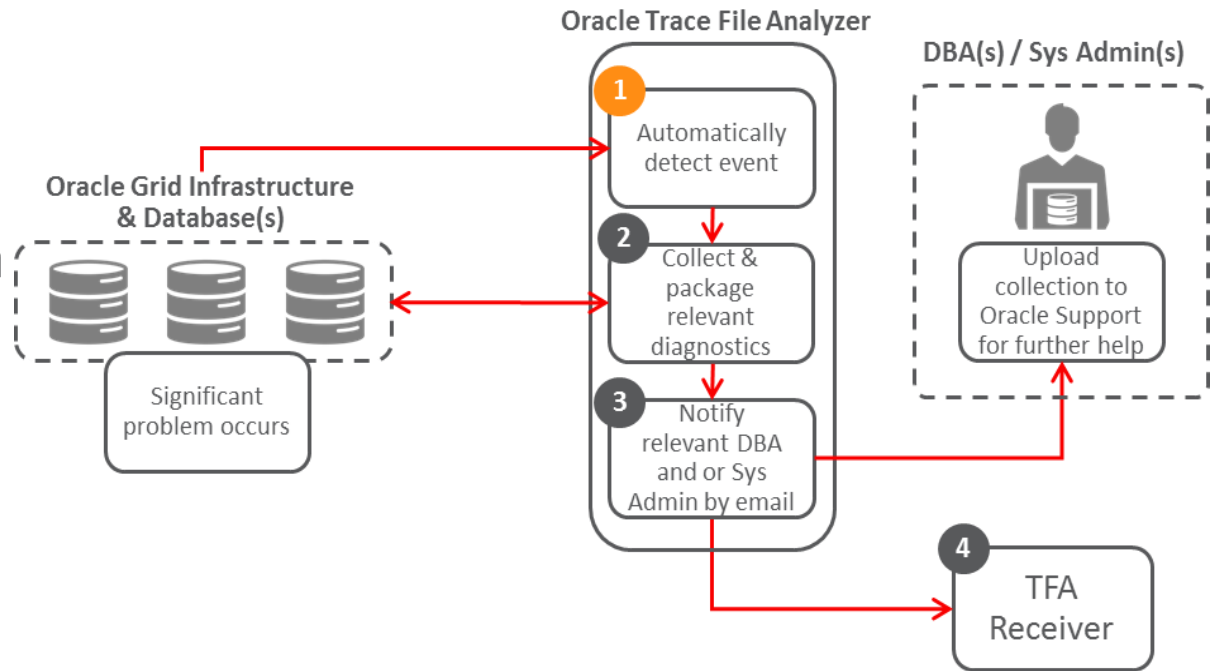 Oracle Trace File Analyzer
DBA(s) / Sys Admin(s)
1
Automatically
detect event
Oracle Grid Infrastructure
& Database(s)
2
Collect &
package
relevant
diagnostics
Upload
collection to
Oracle Support
for further help
Significant
problem occurs
3
Notify
relevant DBA
and or Sys
Admin by email
4
TFA
Receiver